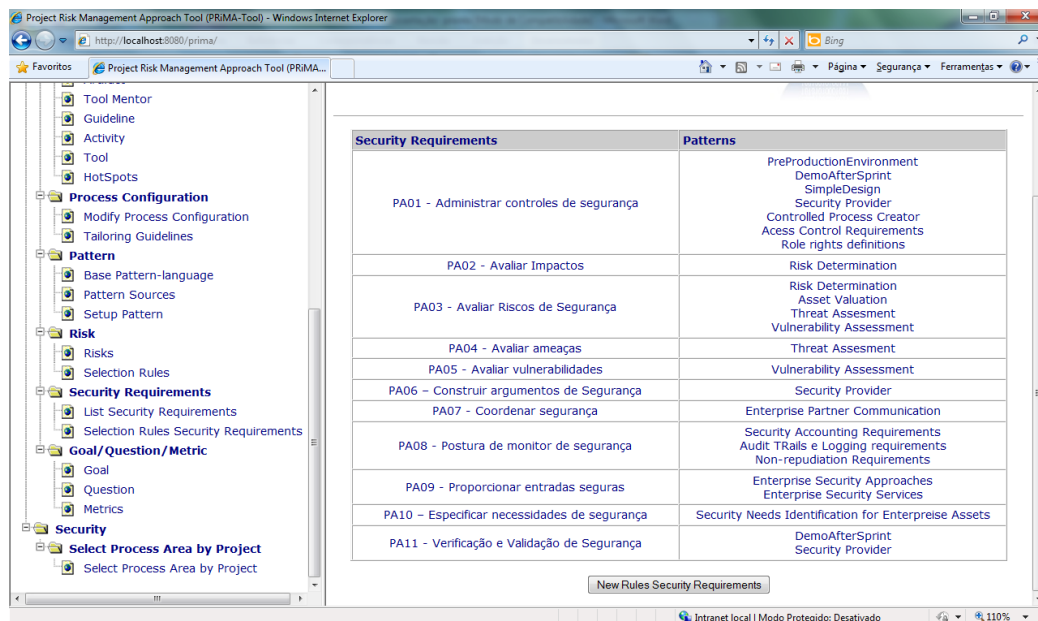 Project Risk Management Approach Tool (PRiMA-Tool) - Windows Internet Explorer
http://localhost:8080/prima/
Bing
Favoritos
Project Risk Management Approach Tool (PRiMA...
Página
Segurança
Ferramentas
Tool Mentor
Guideline
Activity
Tool
HotSpots
Process Configuration
Modify Process Configuration
Tailoring Guidelines
Pattern
Base Pattern-language
Pattern Sources
Setup Pattern
Risk
Risks
Selection Rules
Security Requirements
List Security Requirements
Selection Rules Security Requirements
Goal/Question/Metric
Goal
Question
Metrics
Security
Select Process Area by Project
Select Process Area by Project
Security Requirements
Patterns
PA01 - Administrar controles de segurança
PreProductionEnvironment
DemoAfterSprint
SimpleDesign
Security Provider
Controlled Process Creator
Acess Control Requirements
Role rights definitions
PA02 - Avaliar Impactos
Risk Determination
PA03 - Avaliar Riscos de Segurança
Risk Determination
Asset Valuation
Threat Assesment
Vulnerability Assessment
PA04 - Avaliar ameaças
Threat Assesment
PA05 - Avaliar vulnerabilidades
Vulnerability Assessment
PA06 – Construir argumentos de Segurança
Security Provider
PA07 - Coordenar segurança
Enterprise Partner Communication
PA08 - Postura de monitor de segurança
Security Accounting Requirements
Audit TRails e Logging requirements
Non-repudiation Requirements
PA09 - Proporcionar entradas seguras
Enterprise Security Approaches
Enterprise Security Services
PA10 – Especificar necessidades de segurança
Security Needs Identification for Enterpreise Assets
PA11 - Verificação e Validação de Segurança
DemoAfterSprint
Security Provider
New Rules Security Requirements
Intranet local | Modo Protegido: Desativado
110%